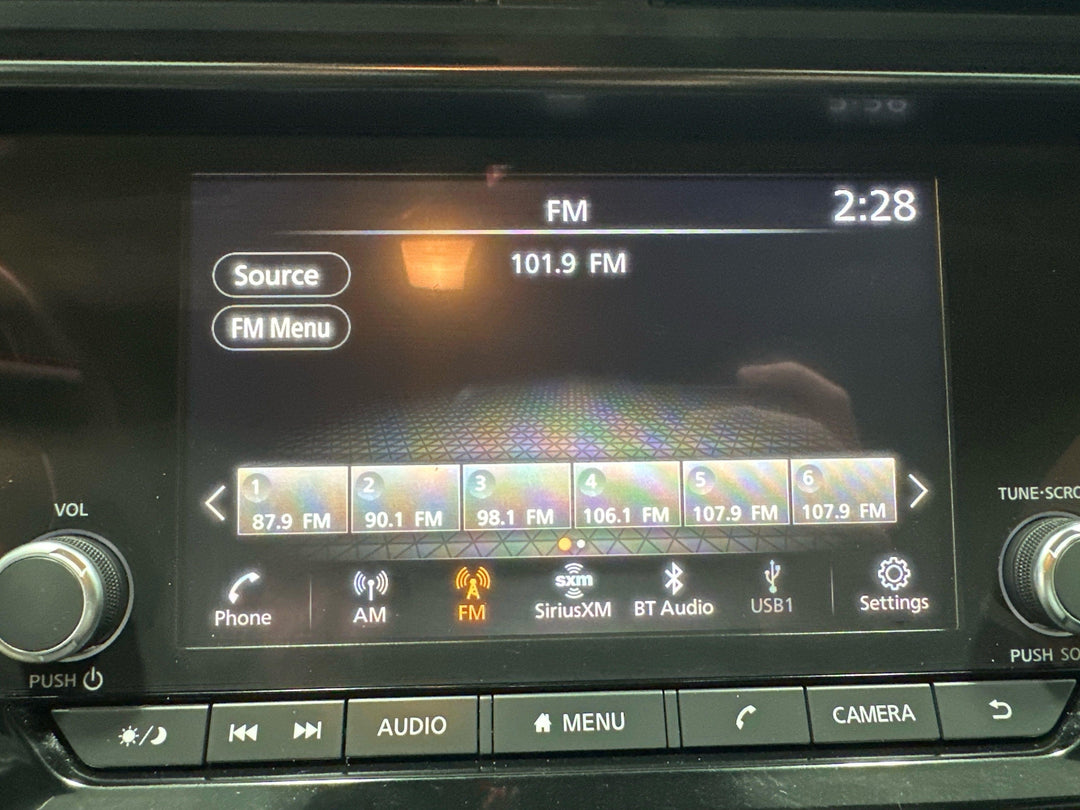 FM
2:28
101.9 FM
Source
FM Menu
1 2 3 4 5 6
87.9 FM 90.1 FM 98.1 FM 106.1 FM 107.9 FM 107.9 FM
VOL
TUNE·SCRO
sxm
Phone AM FM SiriusXM BT Audio USB1 Settings
PUSH
PUSH SO
AUDIO MENU CAMERA